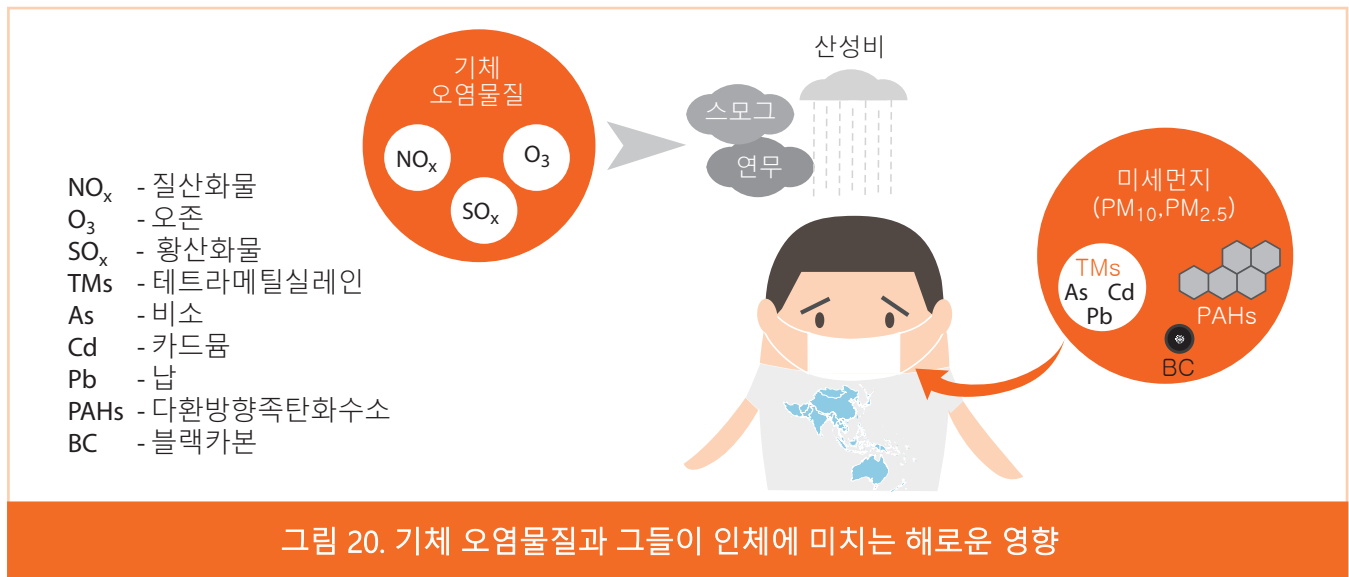 기체
오염물질
NOx
O3
SOx
산성비
스모그
연무
NOx - 질산화물
O3 - 오존
SOx - 황산화물
TMs - 테트라메틸실레인
As - 비소
Cd - 카드뮴
Pb - 납
PAHs - 다환방향족탄화수소
BC - 블랙카본
미세먼지
(PM10,PM2.5)
TMs
As Cd
Pb
PAHs
BC
그림 20. 기체 오염물질과 그들이 인체에 미치는 해로운 영향